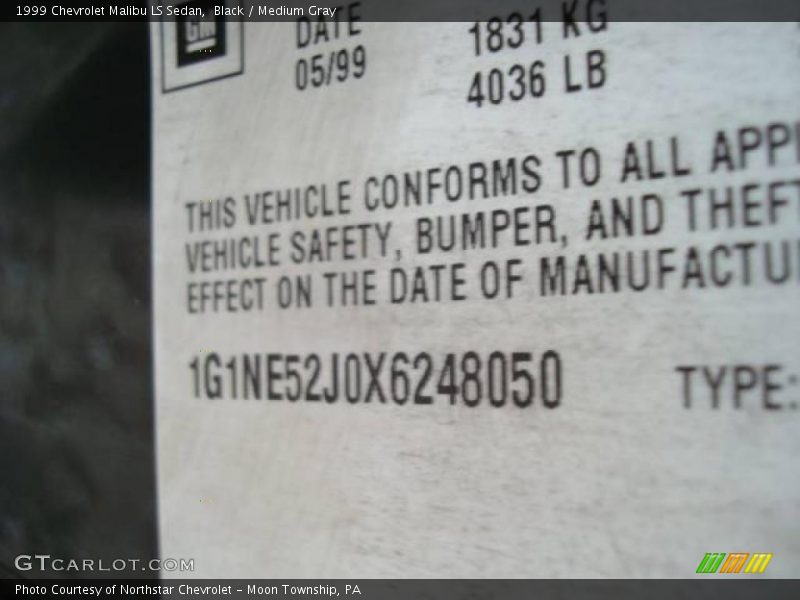 1999 Chevrolet Malibu LS Sedan,  Black / Medium Gray
GM
DATE
05/99
1831 KG
4036 LB
THIS VEHICLE CONFORMS TO ALL APPL
VEHICLE SAFETY, BUMPER, AND THEFT
EFFECT ON THE DATE OF MANUFACTU
1G1NE52J0X6248050
TYPE:
GTCARLOT.COM
Photo Courtesy of Northstar Chevrolet - Moon Township, PA